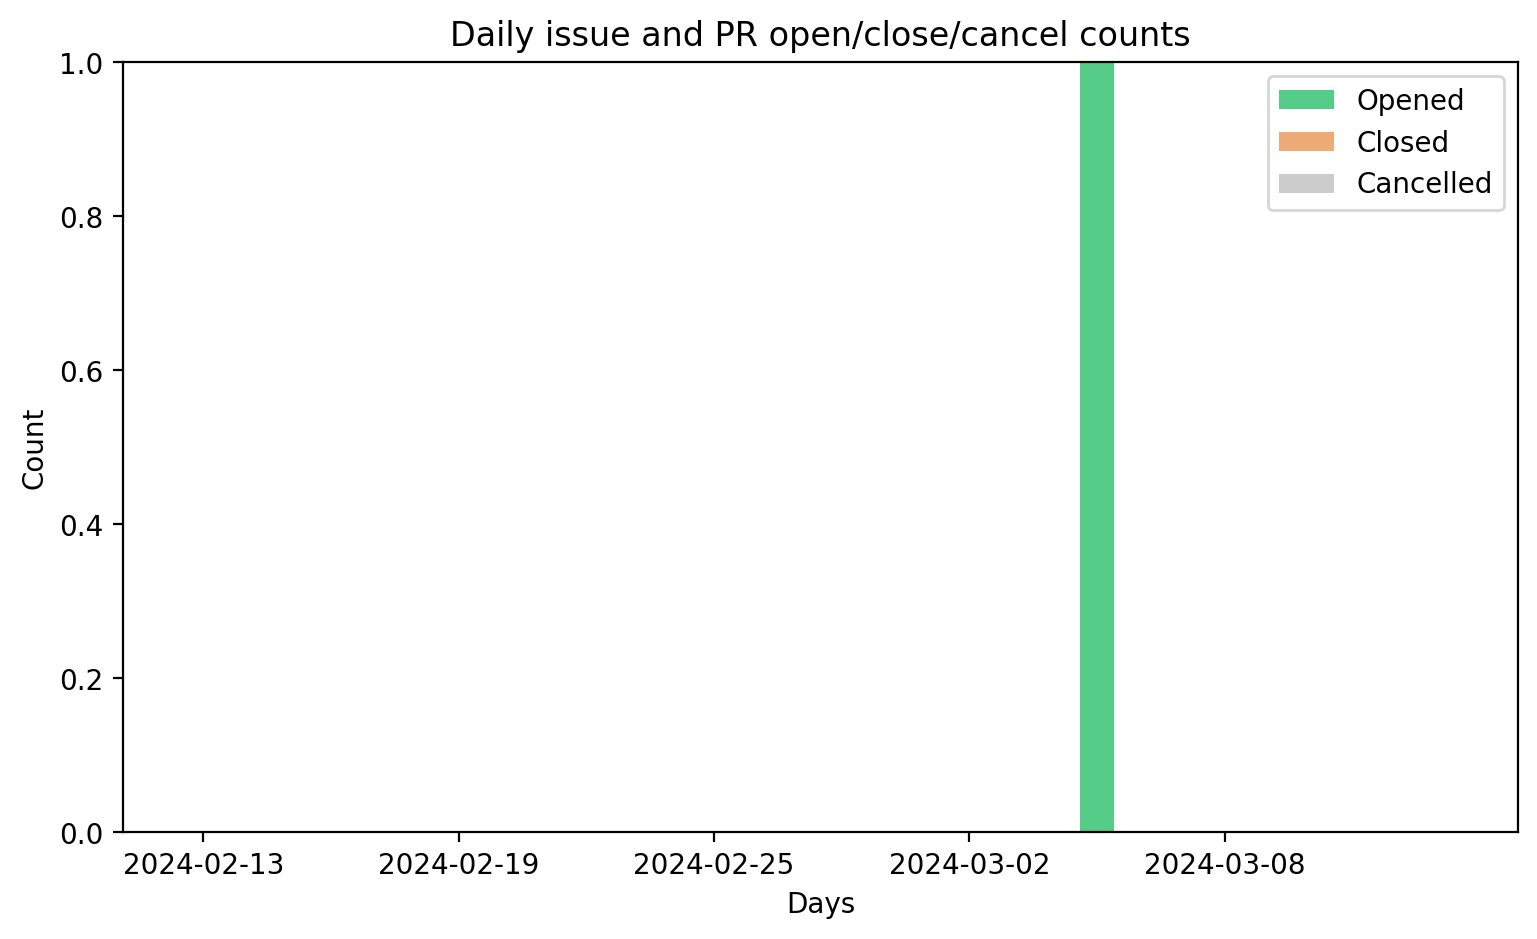 Daily issue and PR open/close/cancel counts
1.0
0.8
0.6
0.4
0.2
0.0
Count
Opened
Closed
Cancelled
2024-02-13 2024-02-19 2024-02-25 2024-03-02 2024-03-08
Days